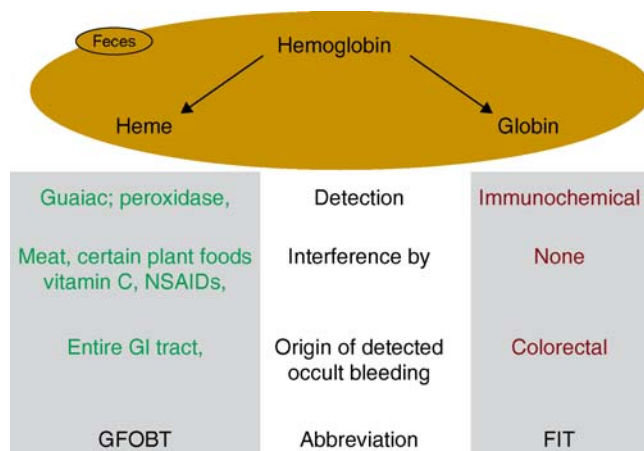 Feces
Hemoglobin
Heme
Globin
Guaiac; peroxidase,
Detection
Immunochemical
Meat, certain plant foods
vitamin C, NSAIDs,
Interference by
None
Entire GI tract,
Origin of detected
occult bleeding
Colorectal
GFOBT
Abbreviation
FIT